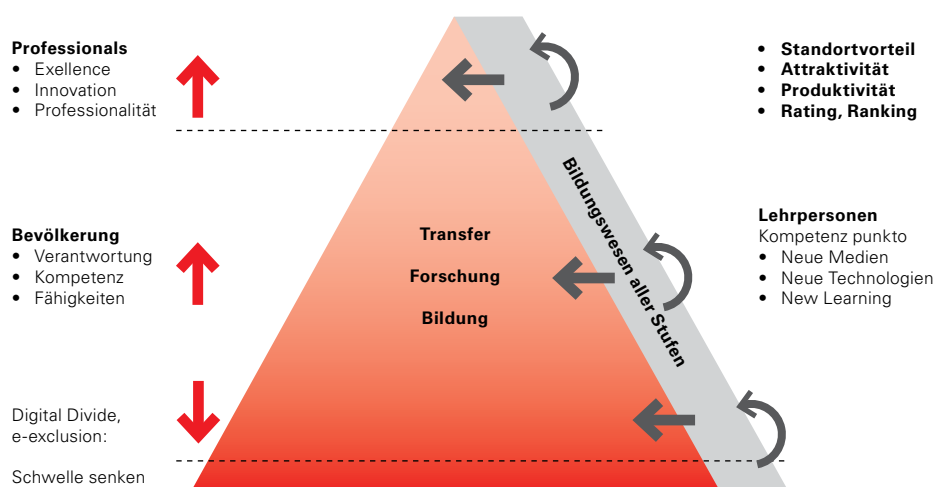 Professionals
• Exellence
• Innovation
• Professionalität
Bevölkerung
• Verantwortung
• Kompetenz
• Fähigkeiten
Digital Divide,
e-exclusion:
Schwelle senken
Transfer
Forschung
Bildung
Bildungswesen aller Stufen
• Standortvorteil
• Attraktivität
• Produktivität
• Rating, Ranking
Lehrpersonen
Kompetenz punkto
• Neue Medien
• Neue Technologien
• New Learning